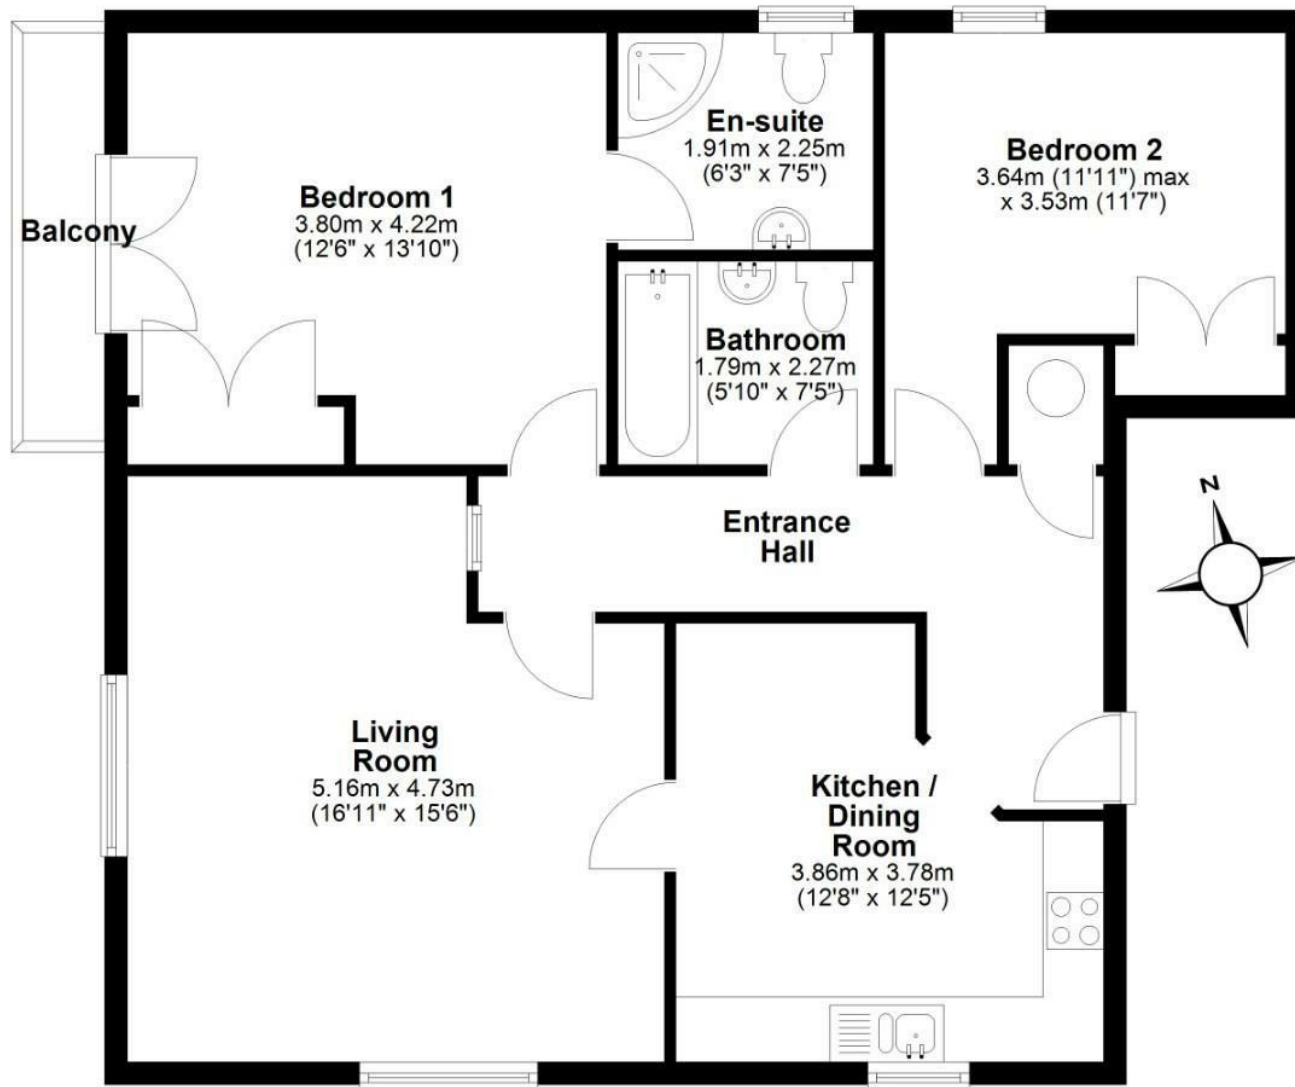 En-suite
1.91m x 2.25m
(6'3" x 7'5")
Bedroom 2
3.64m (11'11") max
x 3.53m (11'7")
Bedroom 1
3.80m x 4.22m
(12'6" x 13'10")
Balcony
Bathroom
1.79m x 2.27m
(5'10" x 7'5")
N
Entrance
Hall
Living
Room
5.16m x 4.73m
(16'11" x 15'6")
Kitchen /
Dining
Room
3.86m x 3.78m
(12'8" x 12'5")